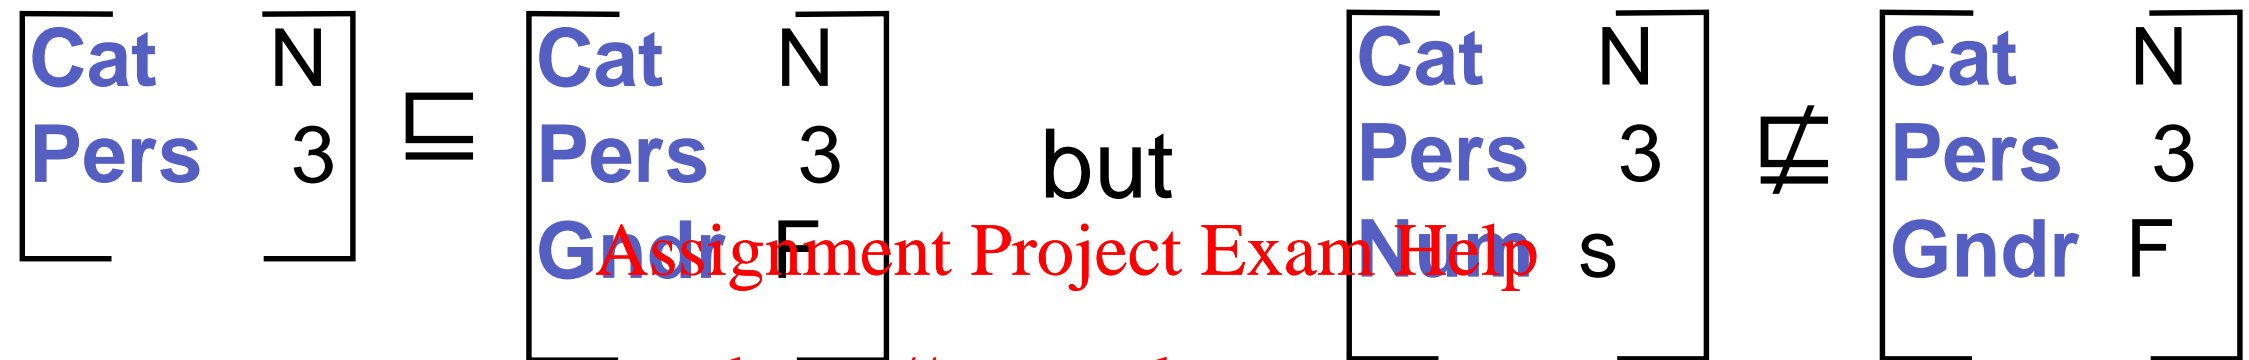 Cat N ⊑ Cat N Cat N ⋢ Cat N
Pers 3 Pers 3 but Pers 3 Pers 3
Gndr F Num s Gndr F
Assignment Project Exam Help